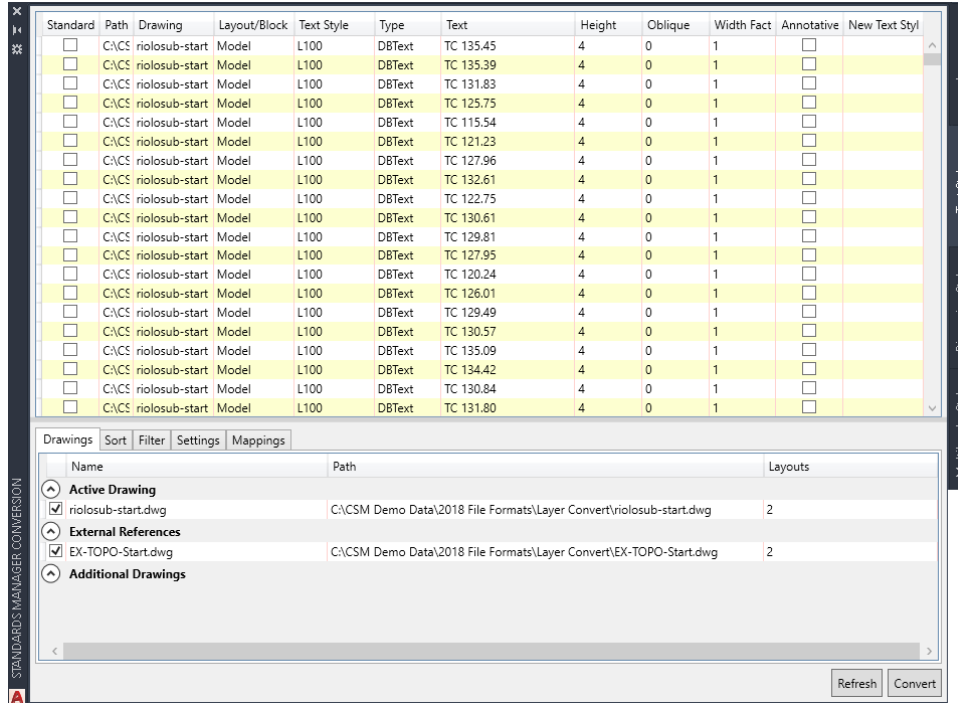 Standard Path Drawing Layout/Block Text Style Type Text Height Oblique Width Fact Annotative New Text Styl
C:\CS riolosub-start Model L100 DBText TC 135.45 4 0 1
C:\CS riolosub-start Model L100 DBText TC 135.39 4 0 1
C:\CS riolosub-start Model L100 DBText TC 131.83 4 0 1
C:\CS riolosub-start Model L100 DBText TC 125.75 4 0 1
C:\CS riolosub-start Model L100 DBText TC 115.54 4 0 1
C:\CS riolosub-start Model L100 DBText TC 121.23 4 0 1
C:\CS riolosub-start Model L100 DBText TC 127.96 4 0 1
C:\CS riolosub-start Model L100 DBText TC 132.61 4 0 1
C:\CS riolosub-start Model L100 DBText TC 122.75 4 0 1
C:\CS riolosub-start Model L100 DBText TC 130.61 4 0 1
C:\CS riolosub-start Model L100 DBText TC 129.81 4 0 1
C:\CS riolosub-start Model L100 DBText TC 127.95 4 0 1
C:\CS riolosub-start Model L100 DBText TC 120.24 4 0 1
C:\CS riolosub-start Model L100 DBText TC 126.01 4 0 1
C:\CS riolosub-start Model L100 DBText TC 129.49 4 0 1
C:\CS riolosub-start Model L100 DBText TC 130.57 4 0 1
C:\CS riolosub-start Model L100 DBText TC 135.09 4 0 1
C:\CS riolosub-start Model L100 DBText TC 134.42 4 0 1
C:\CS riolosub-start Model L100 DBText TC 130.84 4 0 1
C:\CS riolosub-start Model L100 DBText TC 131.80 4 0 1
Drawings Sort Filter Settings Mappings
Name Path Layouts
Active Drawing
riolosub-start.dwg C:\CSM Demo Data\2018 File Formats\Layer Convert\riolosub-start.dwg 2
External References
EX-TOPO-Start.dwg C:\CSM Demo Data\2018 File Formats\Layer Convert\EX-TOPO-Start.dwg 2
Additional Drawings
Refresh Convert
STANDARDS MANAGER CONVERSION
A